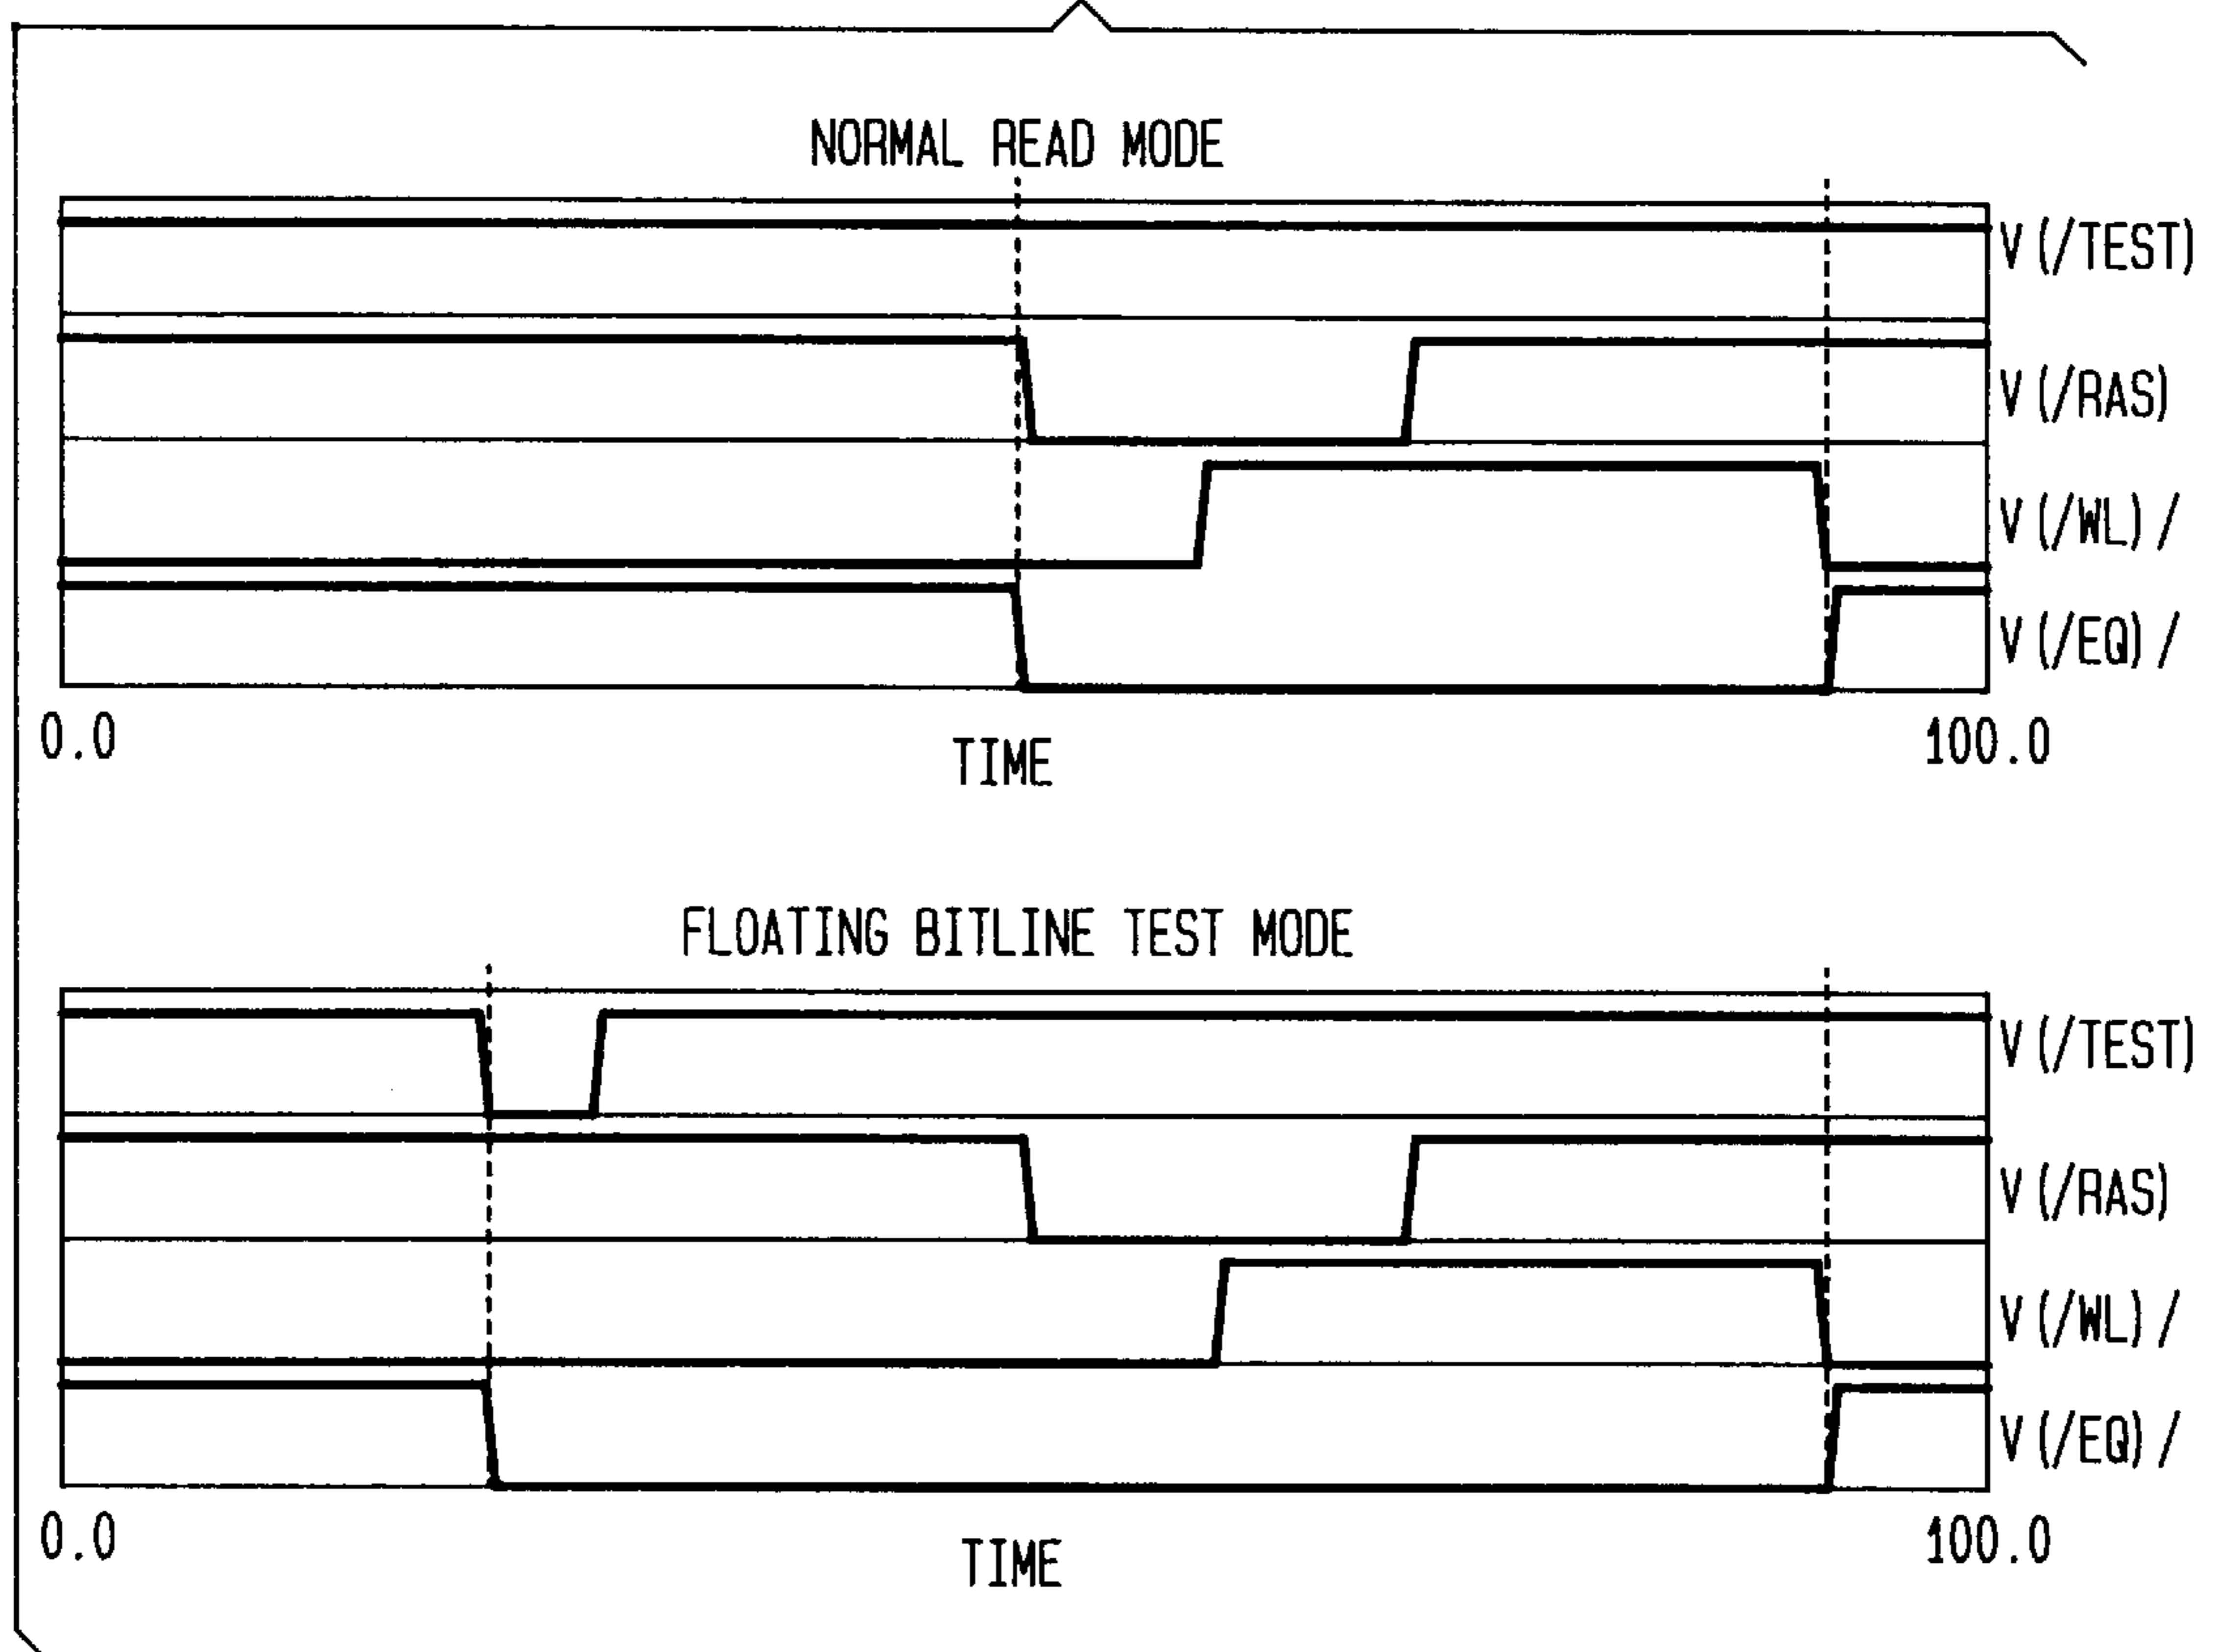 NORMAL READ MODE
V(/TEST)
V(/RAS)
V(/WL)/
V(/EQ)/
0.0
TIME
100.0
FLOATING BITLINE TEST MODE
V(/TEST)
V(/RAS)
V(/WL)/
V(/EQ)/
0.0
TIME
100.0